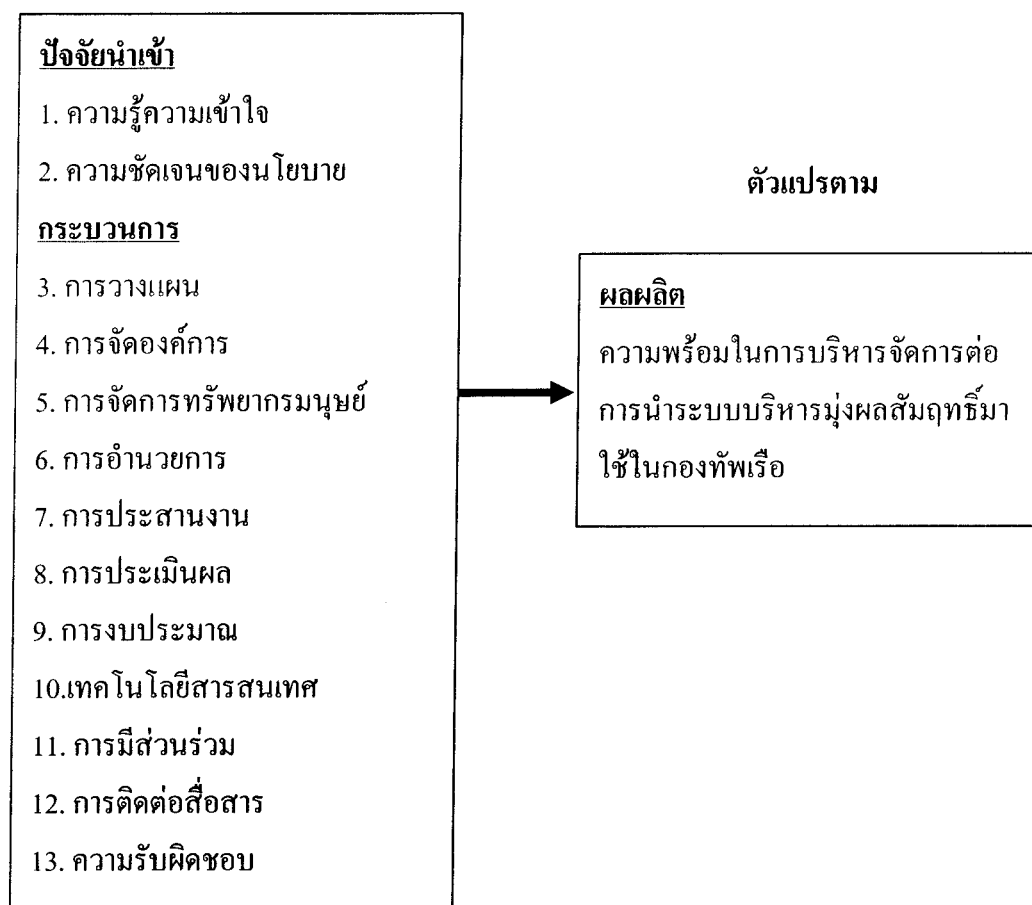 ปัจจัยนำเข้า
1. ความรู้ความเข้าใจ
2. ความชัดเจนของนโยบาย
กระบวนการ
3. การวางแผน
4. การจัดองค์การ
5. การจัดการทรัพยากรมนุษย์
6. การอำนวยการ
7. การประสานงาน
8. การประเมินผล
9. การงบประมาณ
10.เทคโนโลยีสารสนเทศ
11. การมีส่วนร่วม
12. การติดต่อสื่อสาร
13. ความรับผิดชอบ
ตัวแปรตาม
ผลผลิต
ความพร้อมในการบริหารจัดการต่อ
การนำระบบบริหารมุ่งผลสัมฤทธิ์มา
ใช้ในกองทัพเรือ